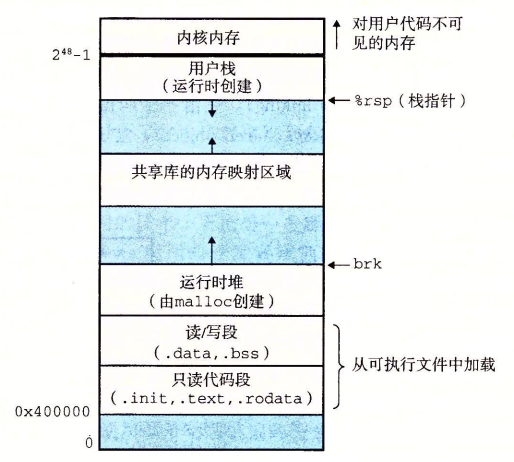 内核内存
对用户代码不可
见的内存
2⁴⁸-1
用户栈
(运行时创建)
%rsp(栈指针)
共享库的内存映射区域
brk
运行时堆
(由malloc创建)
读/写段
(.data,.bss)
只读代码段
(.init,.text,.rodata)
从可执行文件中加载
0x400000
0